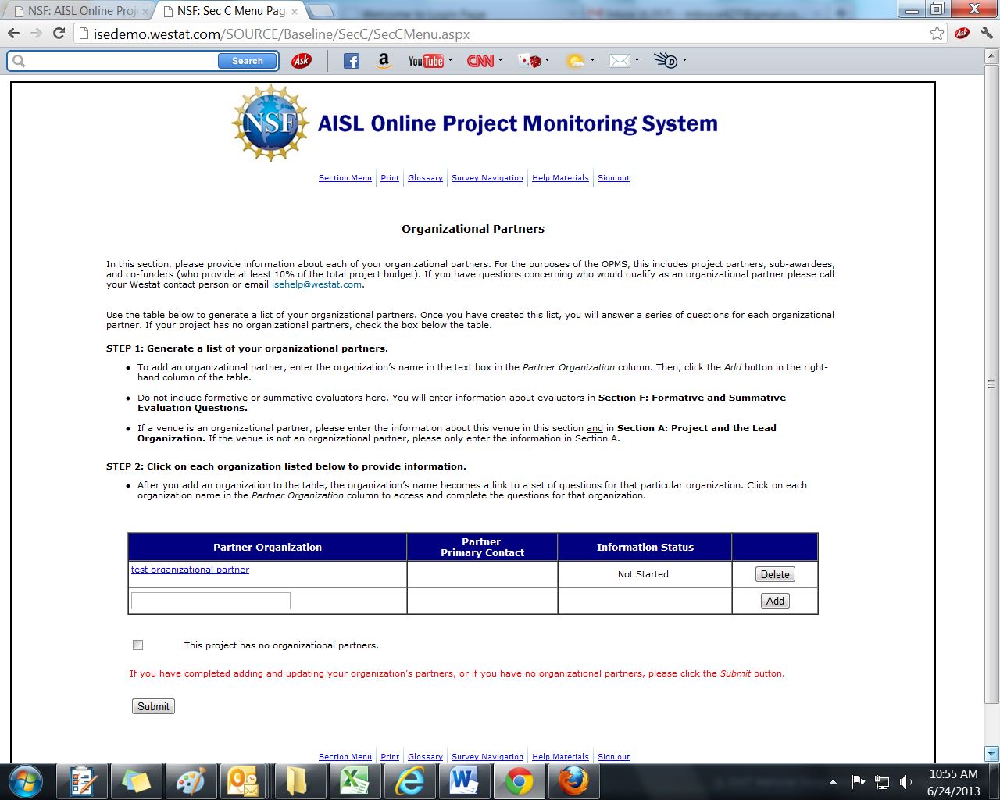 NSF: AISL Online Proj
NSF: Sec C Menu Page
isedemo.westat.com/SOURCE/Baseline/SecC/SecCMenu.aspx
Ask
Search
Ask
a
YouTube
CNN
D
NSF
AISL Online Project Monitoring System
Section Menu
Print
Glossary
Survey Navigation
Help Materials
Sign out
Organizational Partners
In this section, please provide information about each of your organizational partners. For the purposes of the OPMS, this includes project partners, sub-awardees,
and co-funders (who provide at least 10% of the total project budget). If you have questions concerning who would qualify as an organizational partner please call
your Westat contact person or email isehelp@westat.com.
Use the table below to generate a list of your organizational partners. Once you have created this list, you will answer a series of questions for each organizational
partner. If your project has no organizational partners, check the box below the table.
STEP 1: Generate a list of your organizational partners.
• To add an organizational partner, enter the organization's name in the text box in the Partner Organization column. Then, click the Add button in the right-
hand column of the table.
• Do not include formative or summative evaluators here. You will enter information about evaluators in Section F: Formative and Summative
Evaluation Questions.
• If a venue is an organizational partner, please enter the information about this venue in this section and in Section A: Project and the Lead
Organization. If the venue is not an organizational partner, please only enter the information in Section A.
STEP 2: Click on each organization listed below to provide information.
• After you add an organization to the table, the organization's name becomes a link to a set of questions for that particular organization. Click on each
organization name in the Partner Organization column to access and complete the questions for that organization.
Partner Organization
Partner
Primary Contact
Information Status
test organizational partner
Not Started
Delete
Add
This project has no organizational partners.
If you have completed adding and updating your organization's partners, or if you have no organizational partners, please click the Submit button.
Submit
Section Menu
Print
Glossary
Survey Navigation
Help Materials
Sign out
10:55 AM
6/24/2013